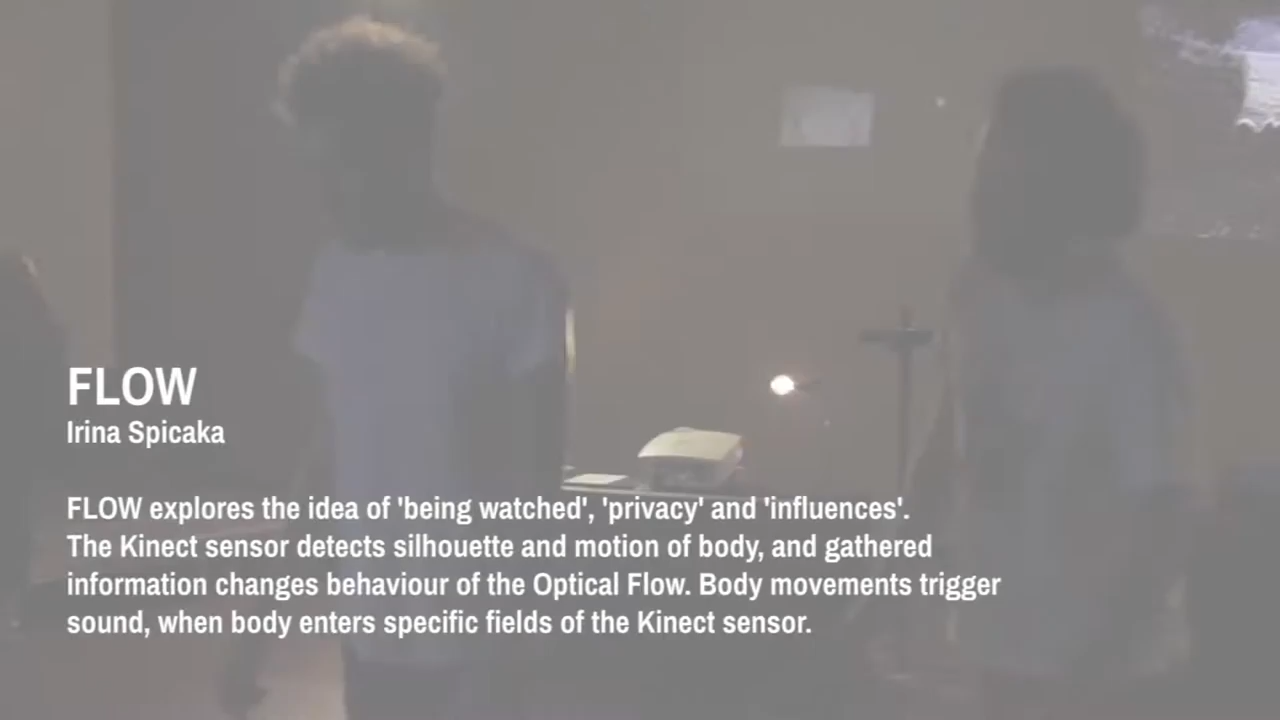 FLOW
Irina Spicaka
FLOW explores the idea of 'being watched', 'privacy' and 'influences'.
The Kinect sensor detects silhouette and motion of body, and gathered
information changes behaviour of the Optical Flow. Body movements trigger
sound, when body enters specific fields of the Kinect sensor.